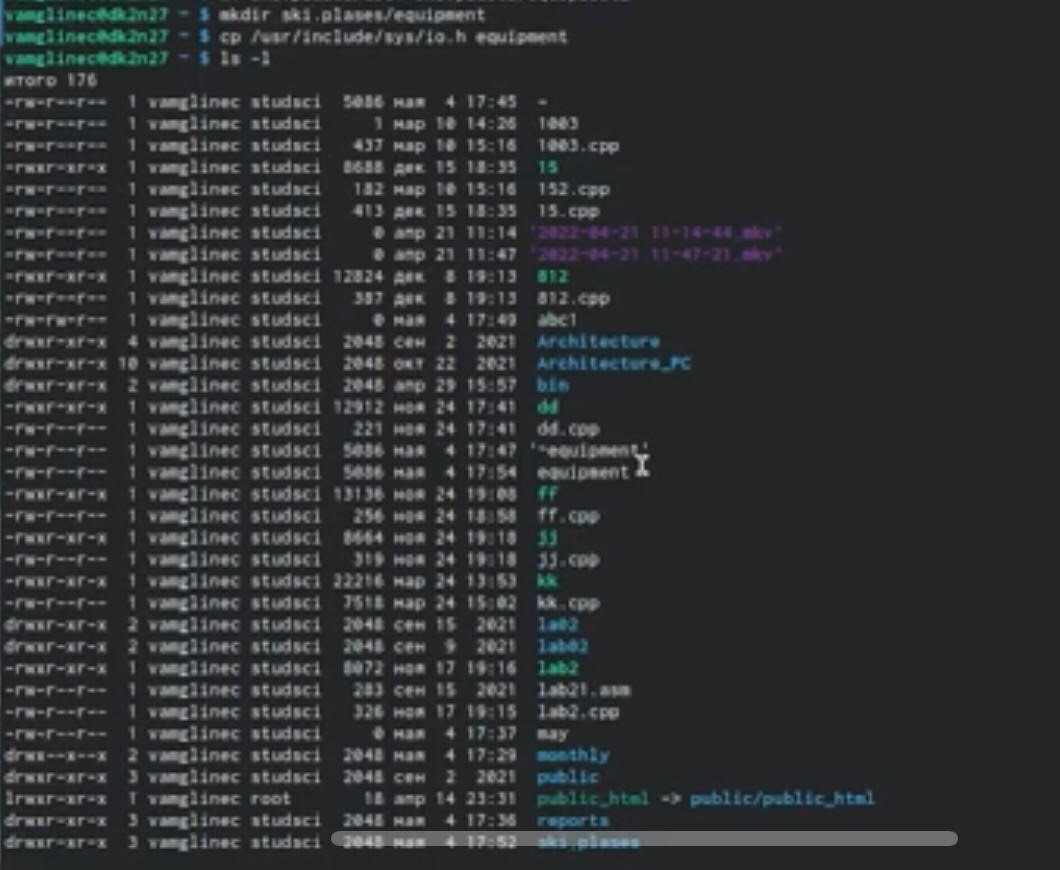 vamglinec@dk2n27 ~ $ mkdir ski.plases/equipment
vamglinec@dk2n27 ~ $ cp /usr/include/sys/io.h equipment
vamglinec@dk2n27 ~ $ ls -l
итого 176
-rw-r--r-- 1 vamglinec studsci 5086 мая 4 17:45 ~
-rw-r--r-- 1 vamglinec studsci 1 мар 10 14:26 1003
-rw-r--r-- 1 vamglinec studsci 437 мар 10 15:16 1003.cpp
-rwxr-xr-x 1 vamglinec studsci 8688 дек 15 18:35 15
-rw-r--r-- 1 vamglinec studsci 182 мар 10 15:16 152.cpp
-rw-r--r-- 1 vamglinec studsci 413 дек 15 18:35 15.cpp
-rw-r--r-- 1 vamglinec studsci 0 апр 21 11:14 '2022-04-21 11-14-44.mkv'
-rw-r--r-- 1 vamglinec studsci 0 апр 21 11:47 '2022-04-21 11-47-21.mkv'
-rwxr-xr-x 1 vamglinec studsci 12824 дек 8 19:13 812
-rw-r--r-- 1 vamglinec studsci 387 дек 8 19:13 812.cpp
-rw-rw-r-- 1 vamglinec studsci 0 мая 4 17:49 abc1
drwxr-xr-x 4 vamglinec studsci 2048 сен 2 2021 Architecture
drwxr-xr-x 10 vamglinec studsci 2048 окт 22 2021 Architecture_PC
drwxr-xr-x 2 vamglinec studsci 2048 апр 29 15:57 bin
-rwxr-xr-x 1 vamglinec studsci 12912 ноя 24 17:41 dd
-rw-r--r-- 1 vamglinec studsci 221 ноя 24 17:41 dd.cpp
-rw-r--r-- 1 vamglinec studsci 5086 мая 4 17:47 '~equipment'
-rw-r--r-- 1 vamglinec studsci 5086 мая 4 17:54 equipment
-rwxr-xr-x 1 vamglinec studsci 13136 ноя 24 19:08 ff
-rw-r--r-- 1 vamglinec studsci 256 ноя 24 18:58 ff.cpp
-rwxr-xr-x 1 vamglinec studsci 8664 ноя 24 19:18 jj
-rw-r--r-- 1 vamglinec studsci 319 ноя 24 19:18 jj.cpp
-rwxr-xr-x 1 vamglinec studsci 22216 мар 24 13:53 kk
-rw-r--r-- 1 vamglinec studsci 7518 мар 24 15:02 kk.cpp
drwxr-xr-x 2 vamglinec studsci 2048 сен 15 2021 la02
drwxr-xr-x 2 vamglinec studsci 2048 сен 9 2021 lab02
-rwxr-xr-x 1 vamglinec studsci 8072 ноя 17 19:16 lab2
-rw-r--r-- 1 vamglinec studsci 283 сен 15 2021 lab21.asm
-rw-r--r-- 1 vamglinec studsci 326 ноя 17 19:15 lab2.cpp
-rw-r--r-- 1 vamglinec studsci 0 мая 4 17:37 may
drwx--x--x 2 vamglinec studsci 2048 мая 4 17:29 monthly
drwxr-xr-x 3 vamglinec studsci 2048 сен 2 2021 public
lrwxr-xr-x 1 vamglinec root 18 апр 14 23:31 public_html -> public/public_html
drwxr-xr-x 3 vamglinec studsci 2048 мая 4 17:36 reports
drwxr-xr-x 3 vamglinec studsci 2048 мая 4 17:52 ski.plases